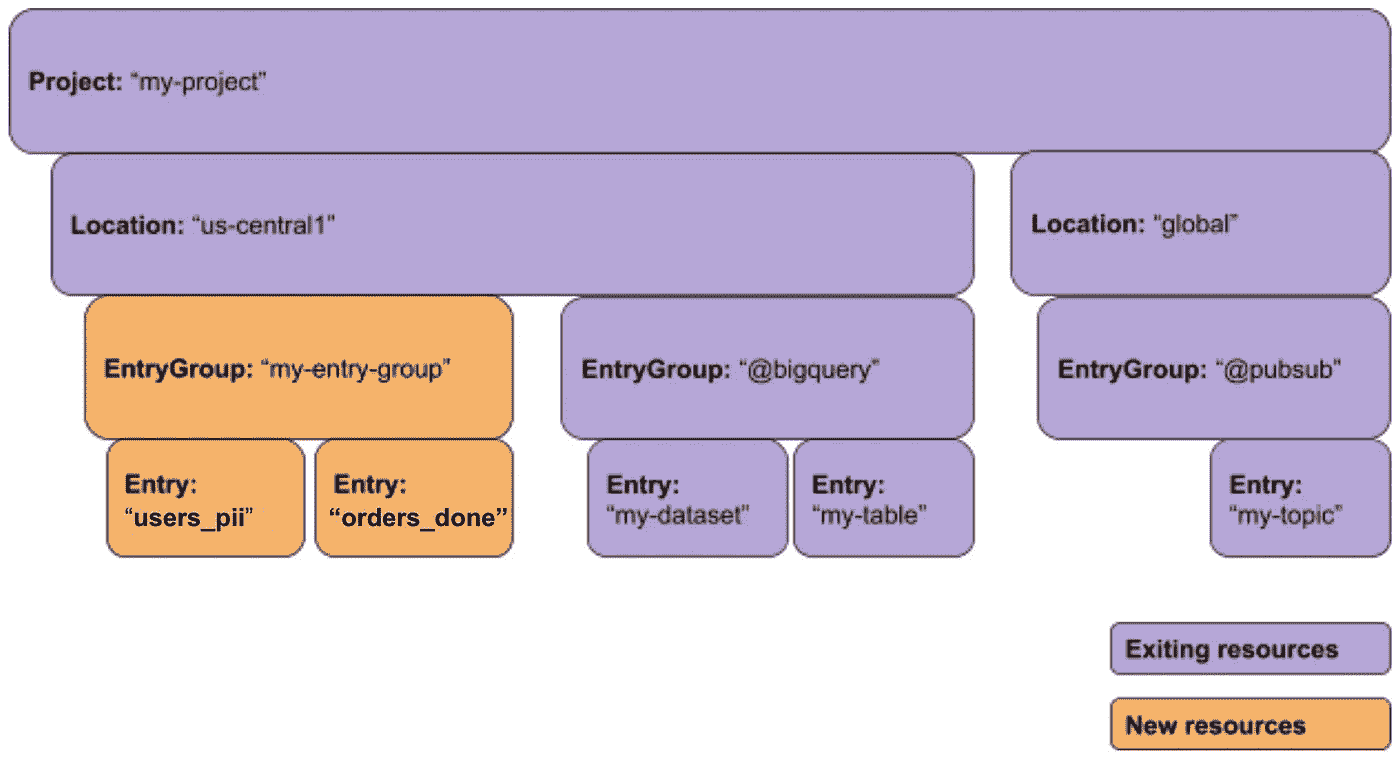 Project: “my-project”
Location: “us-central1”
Location: “global”
EntryGroup: “my-entry-group”
EntryGroup: “@bigquery”
EntryGroup: “@pubsub”
Entry:
“users_pii”
Entry:
“orders_done”
Entry:
“my-dataset”
Entry:
“my-table”
Entry:
“my-topic”
Exiting resources
New resources